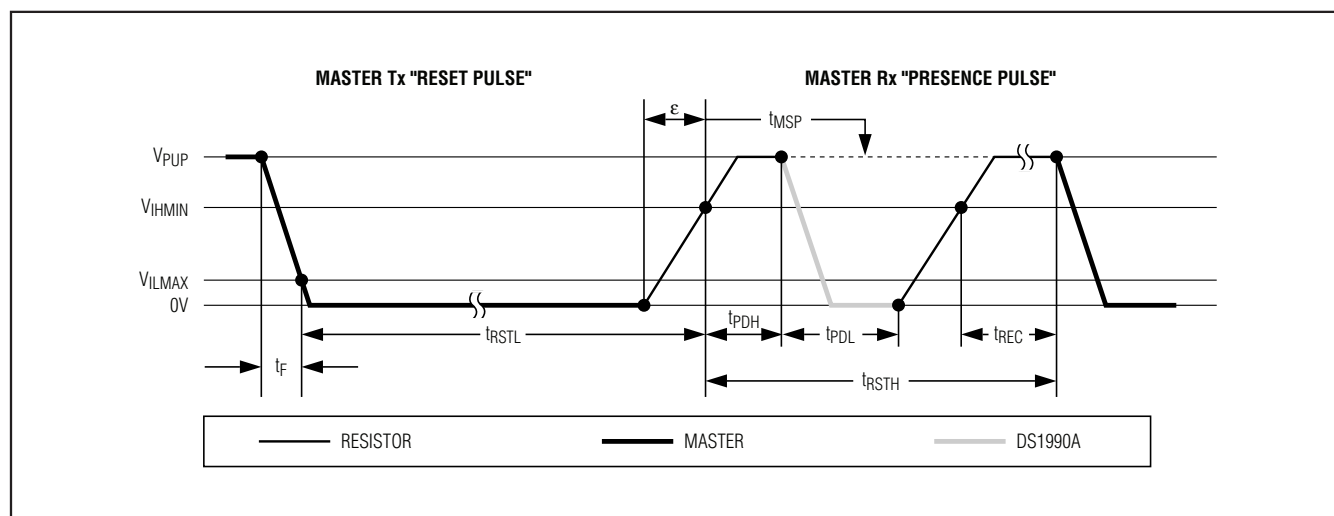 MASTER Tx "RESET PULSE"
MASTER Rx "PRESENCE PULSE"
ε
tMSP
VPUP
VIHMIN
VILMAX
0V
tRSTL
tPDH
tPDL
tREC
tF
tRSTH
RESISTOR
MASTER
DS1990A